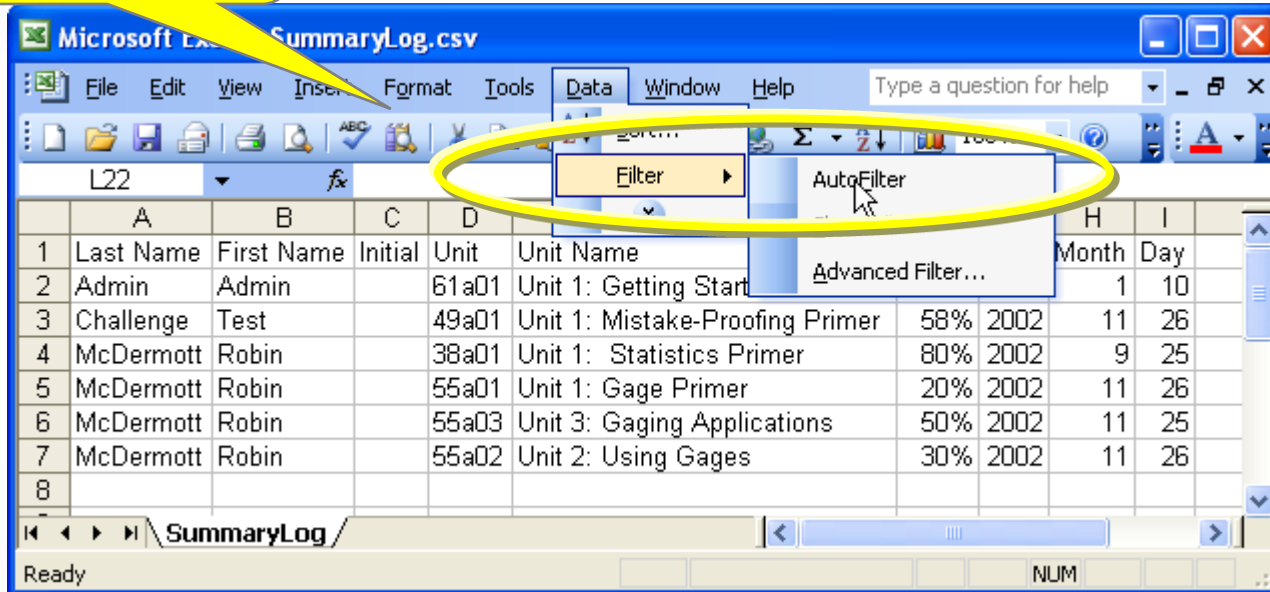 Microsoft Ex SummaryLog.csv
File Edit View Insert Format Tools Data Window Help Type a question for help
Sort...
L22 fx Filter AutoFilter
A B C D H I
1 Last Name First Name Initial Unit Unit Name Month Day
Advanced Filter...
2 Admin Admin 61a01 Unit 1: Getting Start 1 10
3 Challenge Test 49a01 Unit 1: Mistake-Proofing Primer 58% 2002 11 26
4 McDermott Robin 38a01 Unit 1: Statistics Primer 80% 2002 9 25
5 McDermott Robin 55a01 Unit 1: Gage Primer 20% 2002 11 26
6 McDermott Robin 55a03 Unit 3: Gaging Applications 50% 2002 11 25
7 McDermott Robin 55a02 Unit 2: Using Gages 30% 2002 11 26
8
SummaryLog
Ready NUM